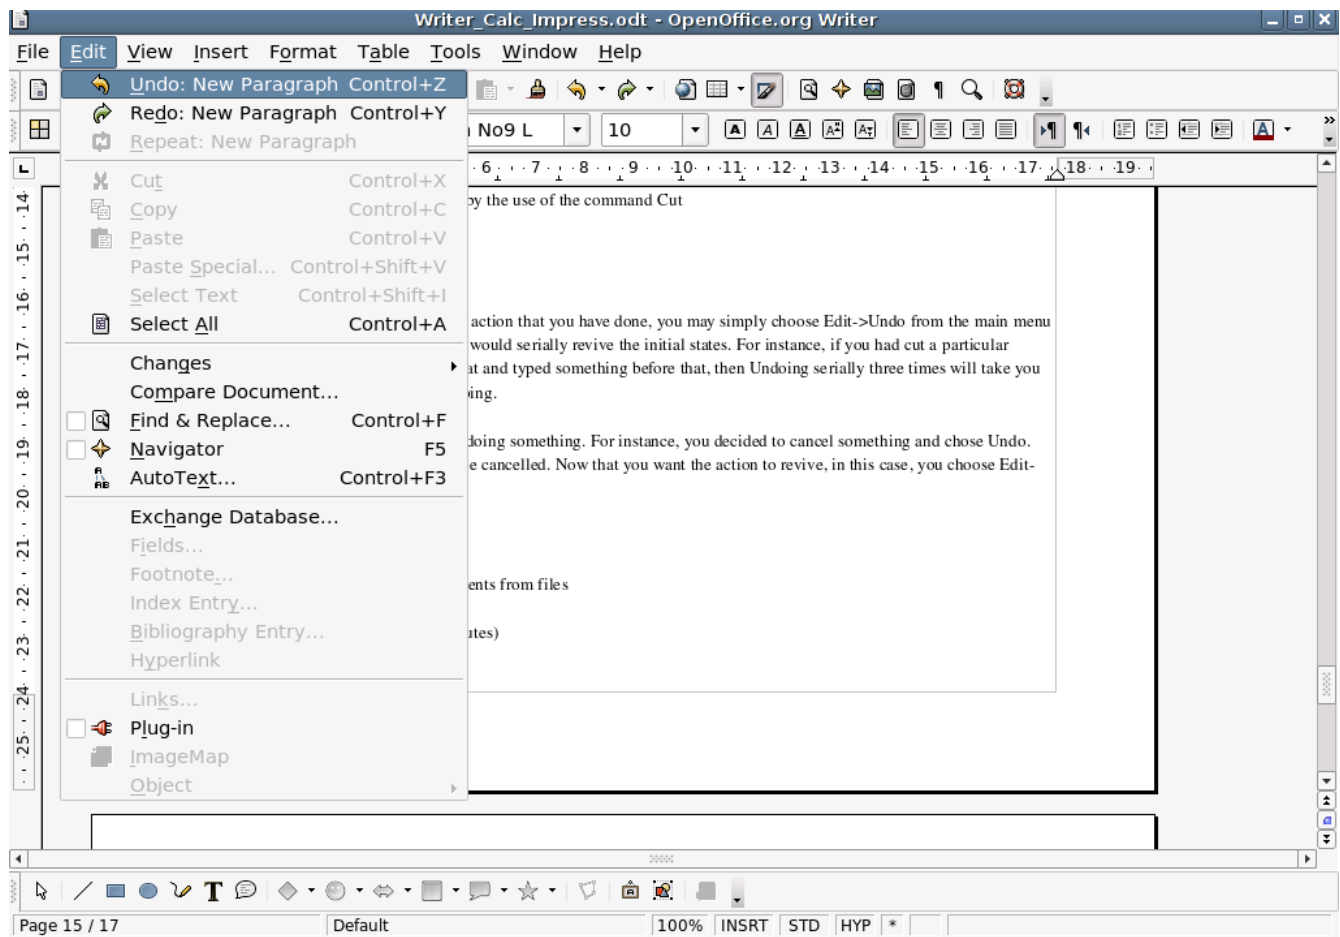 Writer_Calc_Impress.odt - OpenOffice.org Writer
File Edit View Insert Format Table Tools Window Help
Undo: New Paragraph Control+Z
Redo: New Paragraph Control+Y
Repeat: New Paragraph
Cut Control+X
Copy Control+C
Paste Control+V
Paste Special... Control+Shift+V
Select Text Control+Shift+I
Select All Control+A
Changes
Compare Document...
Find & Replace... Control+F
Navigator F5
AutoText... Control+F3
Exchange Database...
Fields...
Footnote...
Index Entry...
Bibliography Entry...
Hyperlink
Links...
Plug-in
ImageMap
Object
No9 L 10
6 7 8 9 10 11 12 13 14 15 16 17 18 19
14
15
16
17
18
19
20
21
22
23
24
25
by the use of the command Cut
action that you have done, you may simply choose Edit->Undo from the main menu
would serially revive the initial states. For instance, if you had cut a particular
at and typed something before that, then Undoing serially three times will take you
ing.
doing something. For instance, you decided to cancel something and chose Undo.
e cancelled. Now that you want the action to revive, in this case, you choose Edit-
ents from files
utes)
Page 15 / 17 Default 100% INSRT STD HYP *